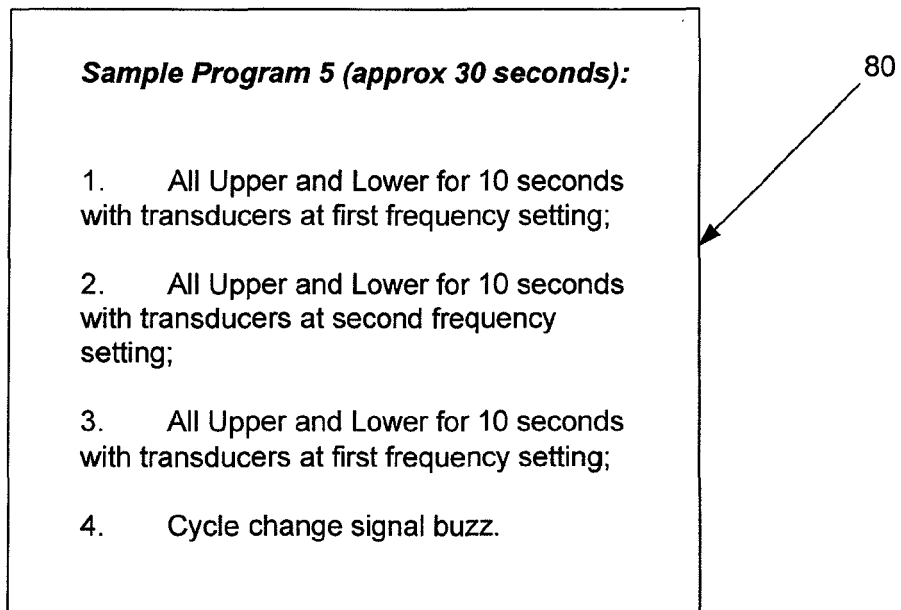 Sample Program 5 (approx 30 seconds):
80
1. All Upper and Lower for 10 seconds
with transducers at first frequency setting;
2. All Upper and Lower for 10 seconds
with transducers at second frequency
setting;
3. All Upper and Lower for 10 seconds
with transducers at first frequency setting;
4. Cycle change signal buzz.